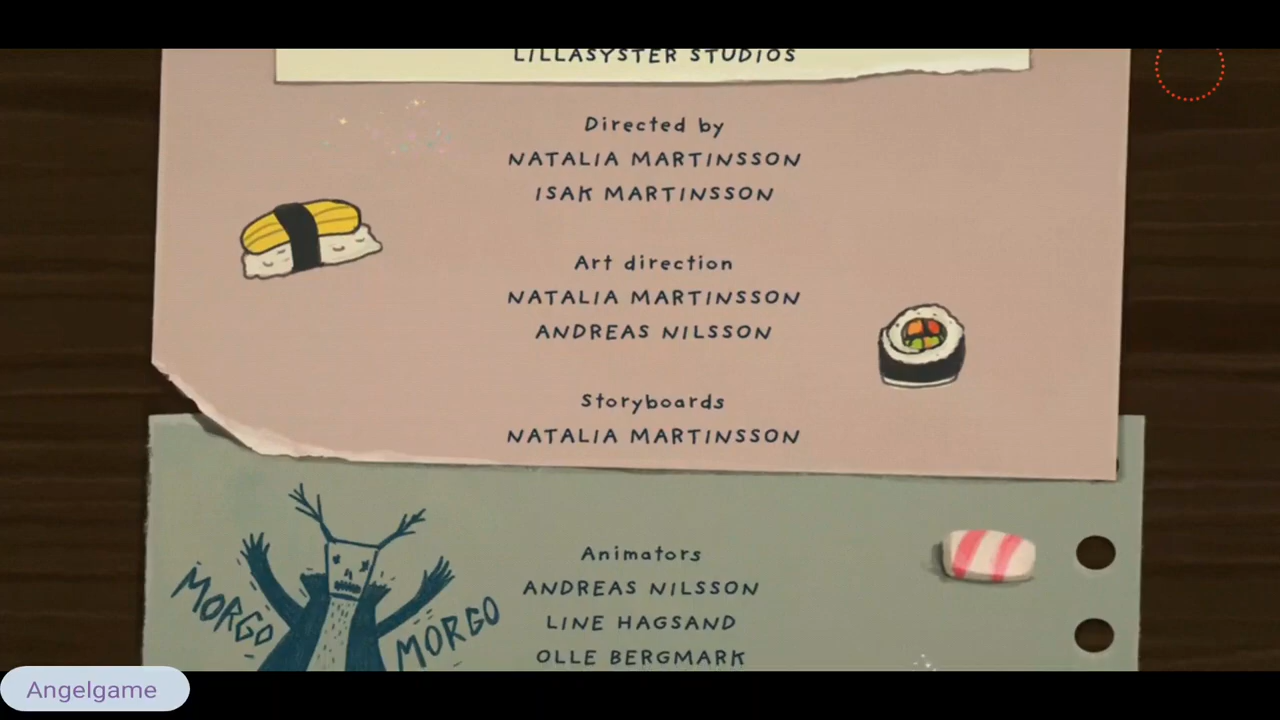 LILLASYSTER STUDIOS
Directed by
NATALIA MARTINSSON
ISAK MARTINSSON
Art direction
NATALIA MARTINSSON
ANDREAS NILSSON
Storyboards
NATALIA MARTINSSON
Animators
ANDREAS NILSSON
LINE HAGSAND
OLLE BERGMARK
MORGO
MORGO
Angelgame